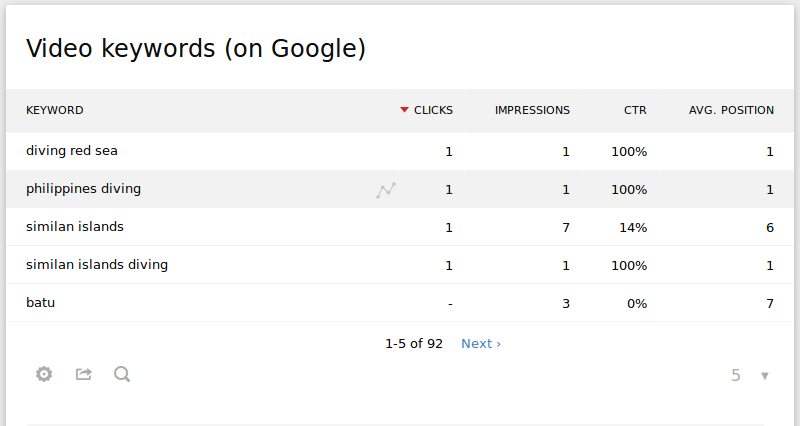 Video keywords (on Google)
KEYWORD CLICKS IMPRESSIONS CTR AVG. POSITION
diving red sea 1 1 100% 1
philippines diving 1 1 100% 1
similan islands 1 7 14% 6
similan islands diving 1 1 100% 1
batu - 3 0% 7
1-5 of 92 Next ›
5 ▼